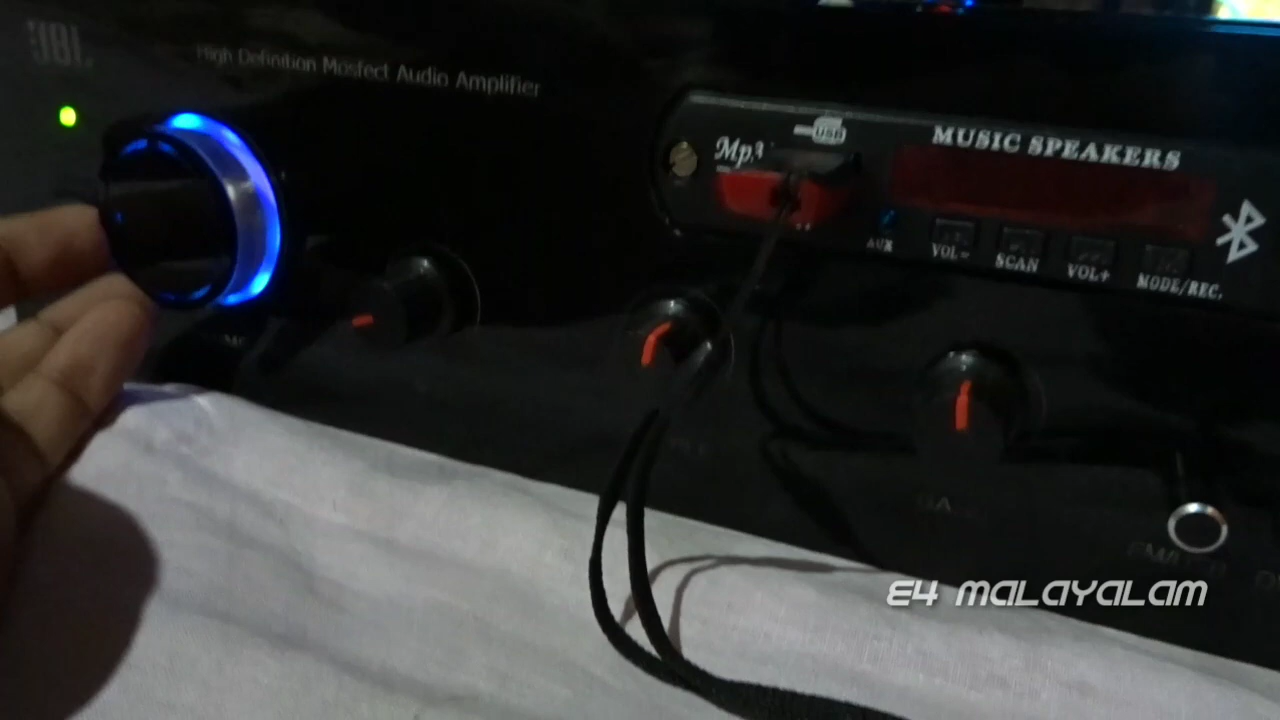 JBL
High Definition Mosfect Audio Amplifier
Mp3
USB
MUSIC SPEAKERS
AUX
VOL-
SCAN
VOL+
MODE/REC.
E4 MALAYALAM